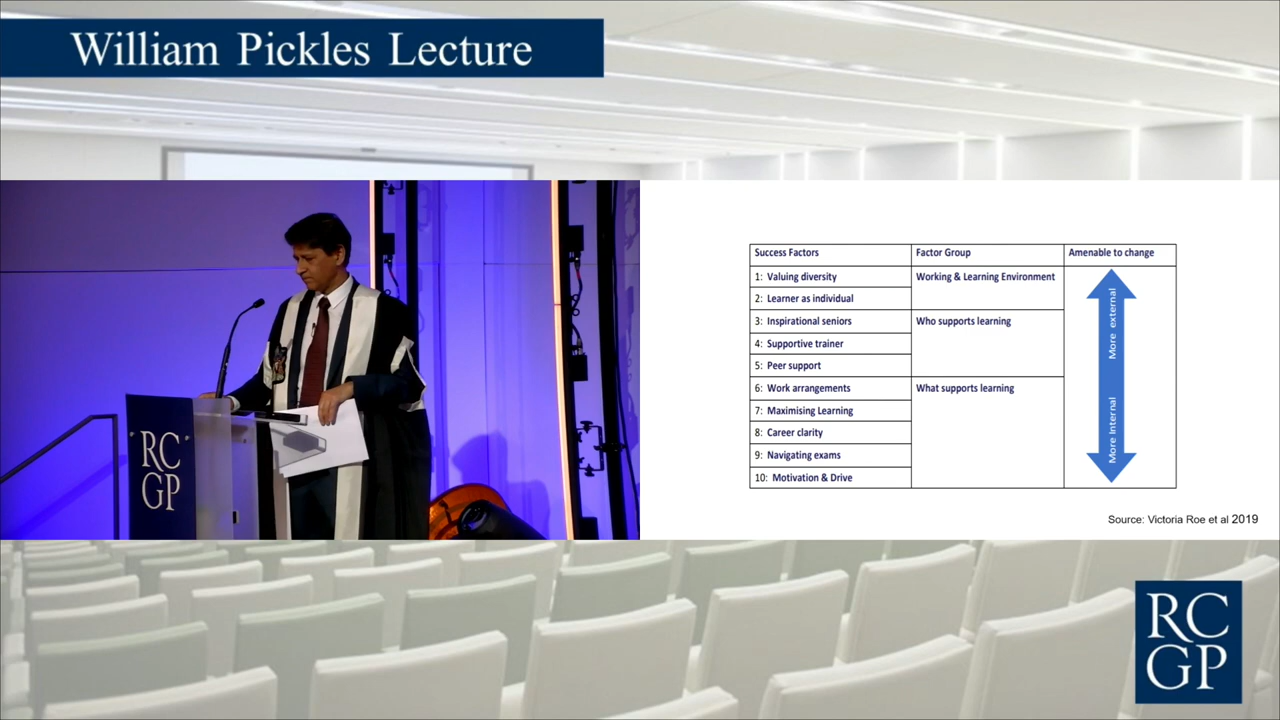 William Pickles Lecture
RC
GP
Success Factors Factor Group Amenable to change
1: Valuing diversity Working & Learning Environment
2: Learner as individual
3: Inspirational seniors Who supports learning
4: Supportive trainer
5: Peer support
6: Work arrangements What supports learning
7: Maximising Learning
8: Career clarity
9: Navigating exams
10: Motivation & Drive
More external
More Internal
Source: Victoria Roe et al 2019
RC
GP